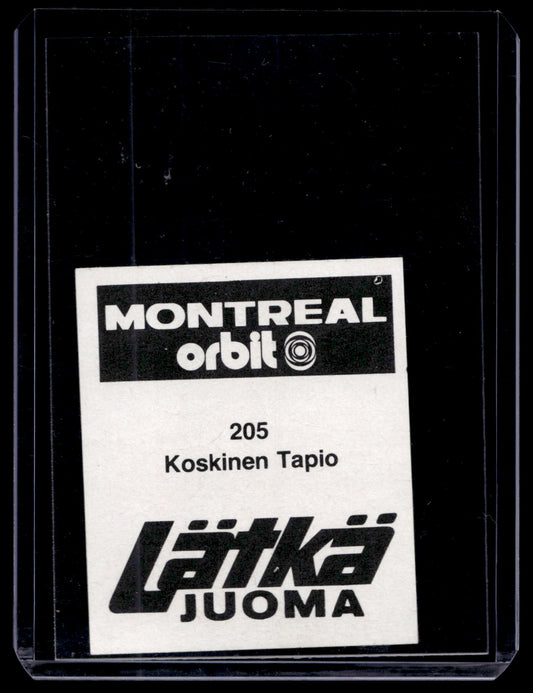 MONTREAL
orbit
205
Koskinen Tapio
Lätkä
JUOMA